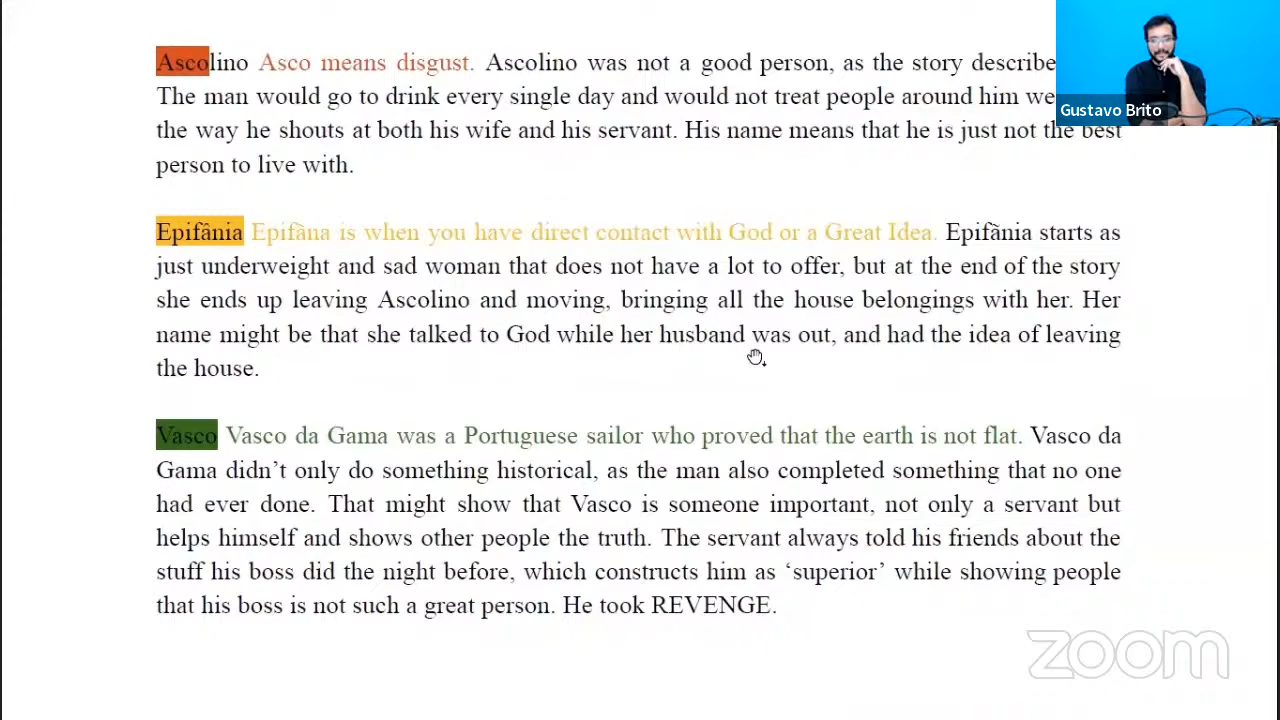 Ascolino Asco means disgust. Ascolino was not a good person, as the story describe
The man would go to drink every single day and would not treat people around him we
the way he shouts at both his wife and his servant. His name means that he is just not the best
person to live with.
Epifânia Epifàna is when you have direct contact with God or a Great Idea. Epifãnia starts as
just underweight and sad woman that does not have a lot to offer, but at the end of the story
she ends up leaving Ascolino and moving, bringing all the house belongings with her. Her
name might be that she talked to God while her husband was out, and had the idea of leaving
the house.
Vasco Vasco da Gama was a Portuguese sailor who proved that the earth is not flat. Vasco da
Gama didn't only do something historical, as the man also completed something that no one
had ever done. That might show that Vasco is someone important, not only a servant but
helps himself and shows other people the truth. The servant always told his friends about the
stuff his boss did the night before, which constructs him as ‘superior’ while showing people
that his boss is not such a great person. He took REVENGE.
Gustavo Brito
zoom